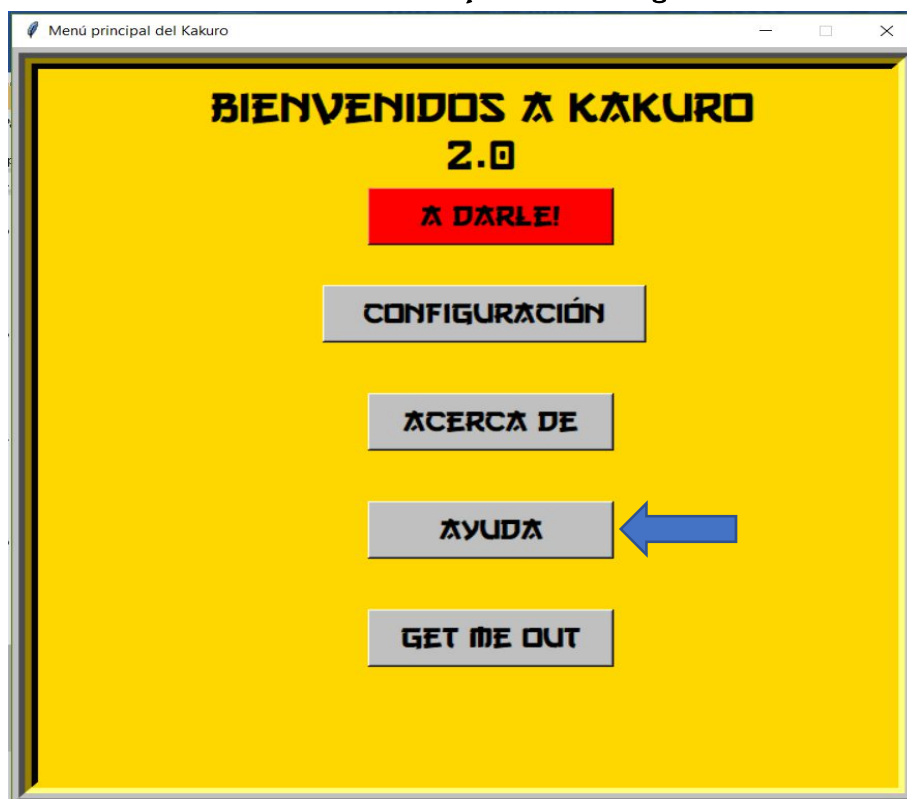 Menú principal del Kakuro
BIENVENIDOS A KAKURO
2.0
A DARLE!
CONFIGURACIÓN
ACERCA DE
AYUDA
GET ME OUT